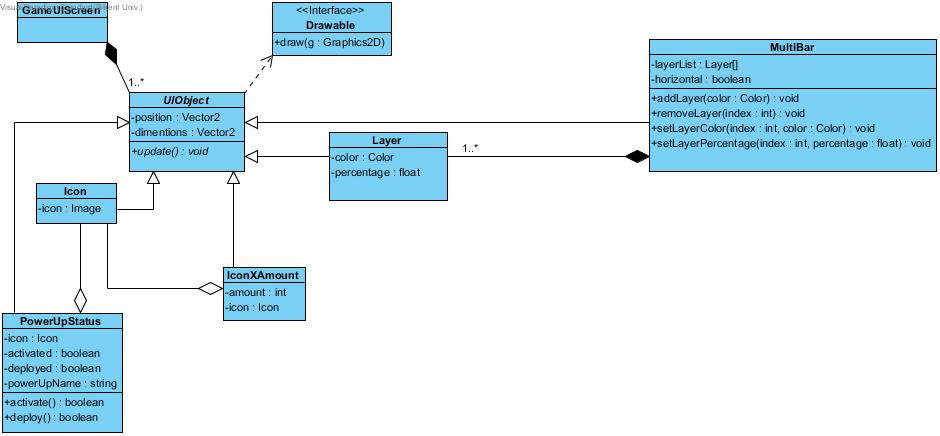 GameUIScreen
<<Interface>>
Drawable
+draw(g : Graphics2D)
MultiBar
-layerList : Layer[]
-horizontal : boolean
+addLayer(color : Color) : void
+removeLayer(index : int) : void
+setLayerColor(index : int, color : Color) : void
+setLayerPercentage(index : int, percentage : float) : void
1..*
UIObject
-position : Vector2
-dimentions : Vector2
+update() : void
Layer
-color : Color
-percentage : float
1..*
Icon
-icon : Image
IconXAmount
-amount : int
-icon : Icon
PowerUpStatus
-icon : Icon
-activated : boolean
-deployed : boolean
-powerUpName : string
+activate() : boolean
+deploy() : boolean